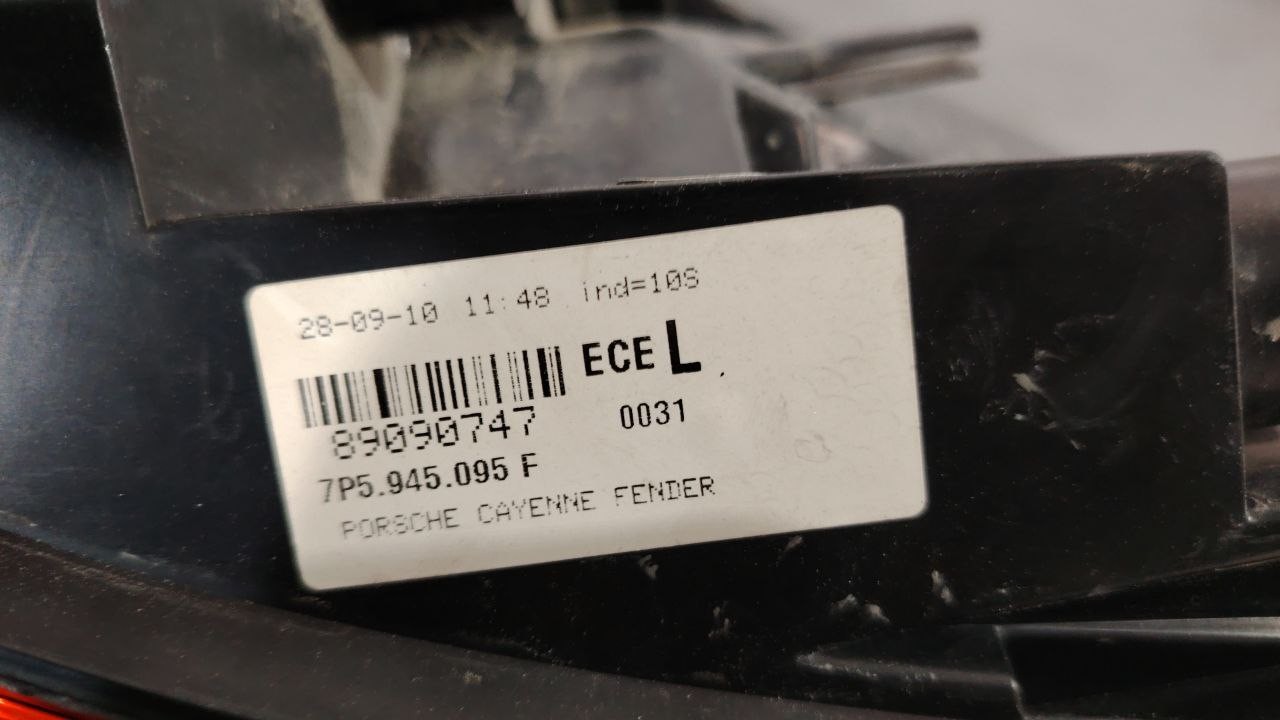 28-09-10 11:48 ind=10S
ECE L
89090747 0031
7P5.945.095 F
PORSCHE CAYENNE FENDER